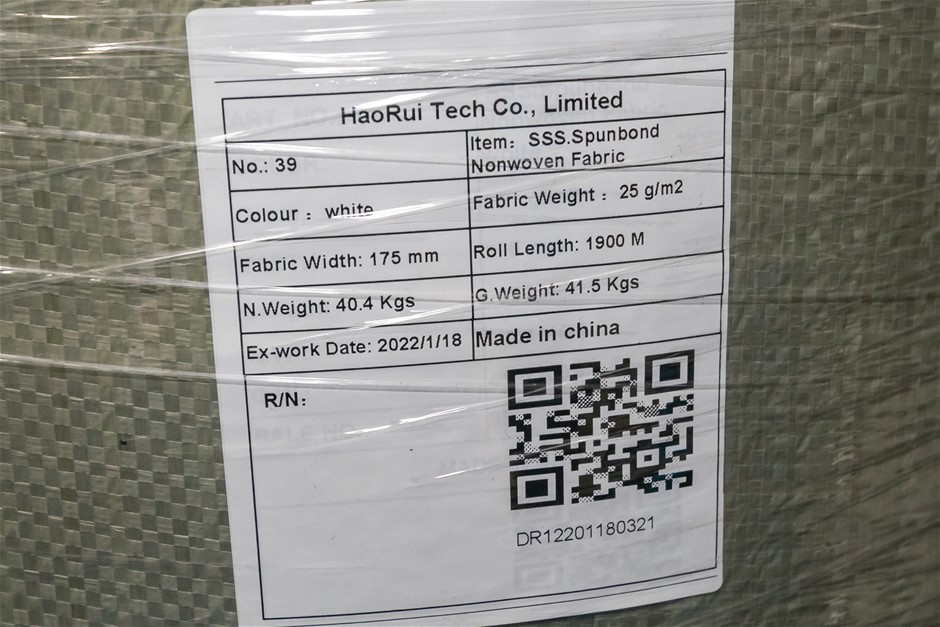 HaoRui Tech Co., Limited
No.: 39
Item: SSS.Spunbond
Nonwoven Fabric
Colour : white
Fabric Weight : 25 g/m2
Fabric Width: 175 mm
Roll Length: 1900 M
N.Weight: 40.4 Kgs
G.Weight: 41.5 Kgs
Ex-work Date: 2022/1/18
Made in china
R/N:
DR12201180321